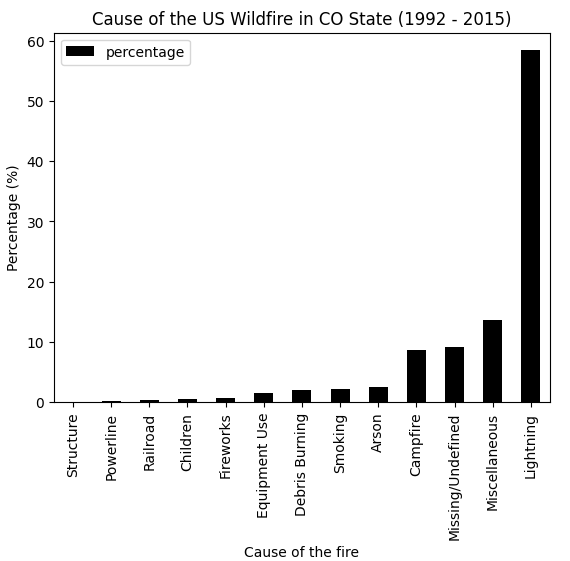 Cause of the US Wildfire in CO State (1992 - 2015)
percentage
Percentage (%)
60
50
40
30
20
10
0
Structure
Powerline
Railroad
Children
Fireworks
Equipment Use
Debris Burning
Smoking
Arson
Campfire
Missing/Undefined
Miscellaneous
Lightning
Cause of the fire